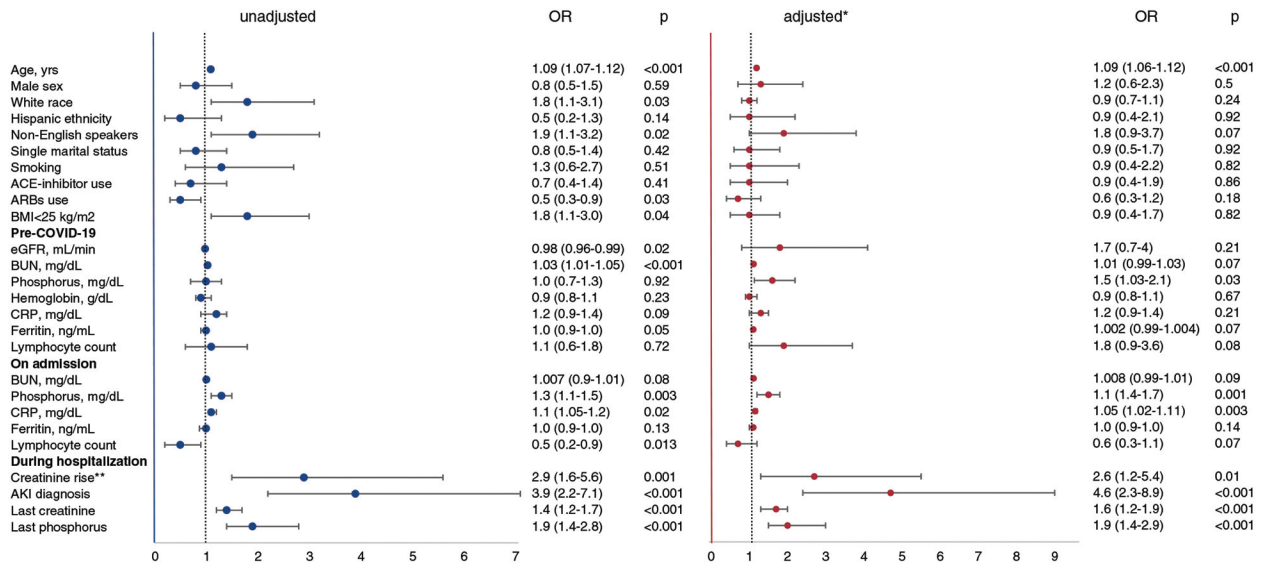 unadjusted OR p adjusted* OR p
Age, yrs 1.09 (1.07-1.12) <0.001 1.09 (1.06-1.12) <0.001
Male sex 0.8 (0.5-1.5) 0.59 1.2 (0.6-2.3) 0.5
White race 1.8 (1.1-3.1) 0.03 0.9 (0.7-1.1) 0.24
Hispanic ethnicity 0.5 (0.2-1.3) 0.14 0.9 (0.4-2.1) 0.92
Non-English speakers 1.9 (1.1-3.2) 0.02 1.8 (0.9-3.7) 0.07
Single marital status 0.8 (0.5-1.4) 0.42 0.9 (0.5-1.7) 0.92
Smoking 1.3 (0.6-2.7) 0.51 0.9 (0.4-2.2) 0.82
ACE-inhibitor use 0.7 (0.4-1.4) 0.41 0.9 (0.4-1.9) 0.86
ARBs use 0.5 (0.3-0.9) 0.03 0.6 (0.3-1.2) 0.18
BMI<25 kg/m2 1.8 (1.1-3.0) 0.04 0.9 (0.4-1.7) 0.82
Pre-COVID-19
eGFR, mL/min 0.98 (0.96-0.99) 0.02 1.7 (0.7-4) 0.21
BUN, mg/dL 1.03 (1.01-1.05) <0.001 1.01 (0.99-1.03) 0.07
Phosphorus, mg/dL 1.0 (0.7-1.3) 0.92 1.5 (1.03-2.1) 0.03
Hemoglobin, g/dL 0.9 (0.8-1.1 0.23 0.9 (0.8-1.1) 0.67
CRP, mg/dL 1.2 (0.9-1.4) 0.09 1.2 (0.9-1.4) 0.21
Ferritin, ng/mL 1.0 (0.9-1.0) 0.05 1.002 (0.99-1.004) 0.07
Lymphocyte count 1.1 (0.6-1.8) 0.72 1.8 (0.9-3.6) 0.08
On admission
BUN, mg/dL 1.007 (0.9-1.01) 0.08 1.008 (0.99-1.01) 0.09
Phosphorus, mg/dL 1.3 (1.1-1.5) 0.003 1.1 (1.4-1.7) 0.001
CRP, mg/dL 1.1 (1.05-1.2) 0.02 1.05 (1.02-1.11) 0.003
Ferritin, ng/mL 1.0 (0.9-1.0) 0.13 1.0 (0.9-1.0) 0.14
Lymphocyte count 0.5 (0.2-0.9) 0.013 0.6 (0.3-1.1) 0.07
During hospitalization
Creatinine rise** 2.9 (1.6-5.6) 0.001 2.6 (1.2-5.4) 0.01
AKI diagnosis 3.9 (2.2-7.1) <0.001 4.6 (2.3-8.9) <0.001
Last creatinine 1.4 (1.2-1.7) <0.001 1.6 (1.2-1.9) <0.001
Last phosphorus 1.9 (1.4-2.8) <0.001 1.9 (1.4-2.9) <0.001
0 1 2 3 4 5 6 7 0 1 2 3 4 5 6 7 8 9